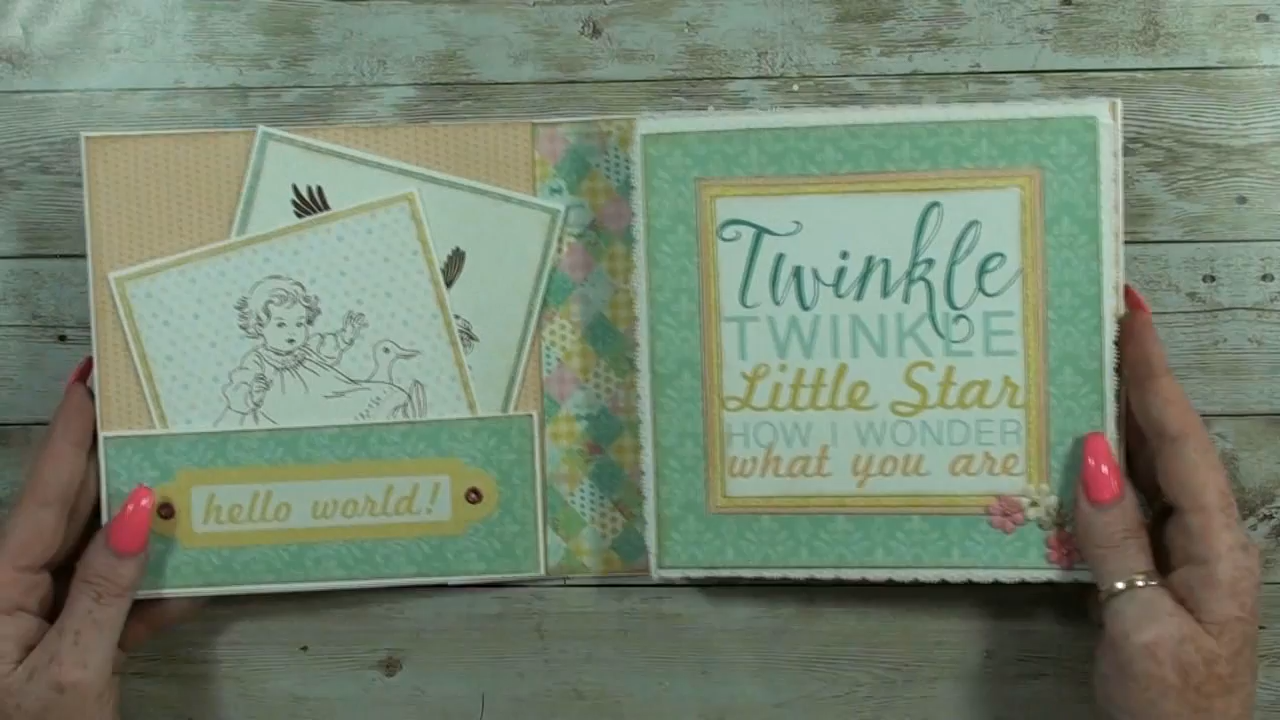 hello world!
Twinkle
TWINKLE
Little Star
HOW I WONDER
what you are